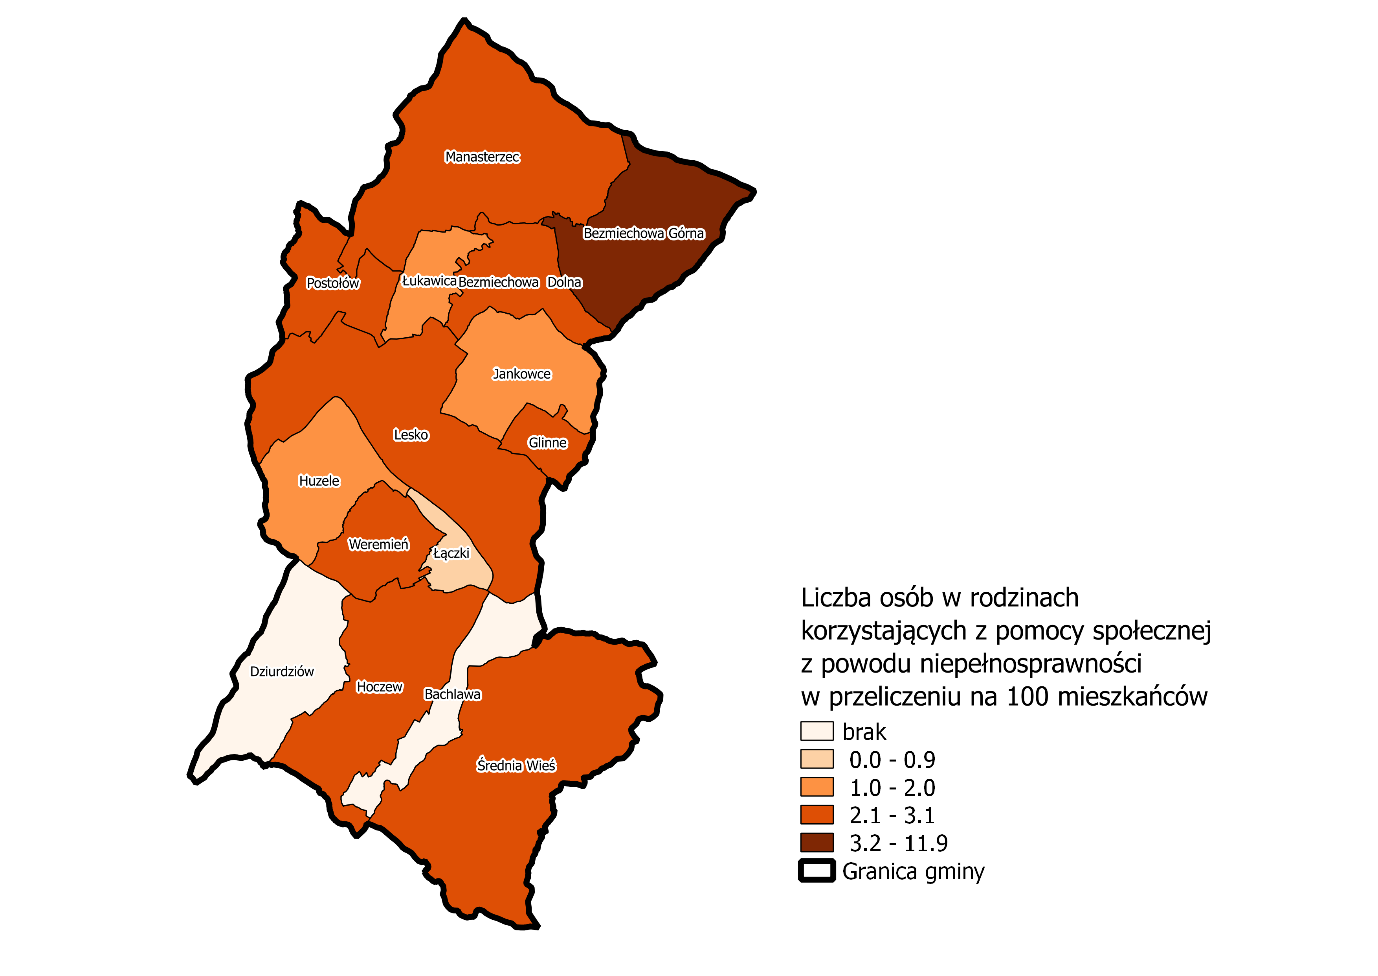 Manasterzec
Bezmiechowa Górna
Postołów
Łukawica
Bezmiechowa Dolna
Jankowce
Lesko
Glinne
Huzele
Weremień
Łączki
Dziurdziów
Hoczew
Bachlawa
Średnia Wieś
Liczba osób w rodzinach
korzystających z pomocy społecznej
z powodu niepełnosprawności
w przeliczeniu na 100 mieszkańców
brak
0.0 - 0.9
1.0 - 2.0
2.1 - 3.1
3.2 - 11.9
Granica gminy